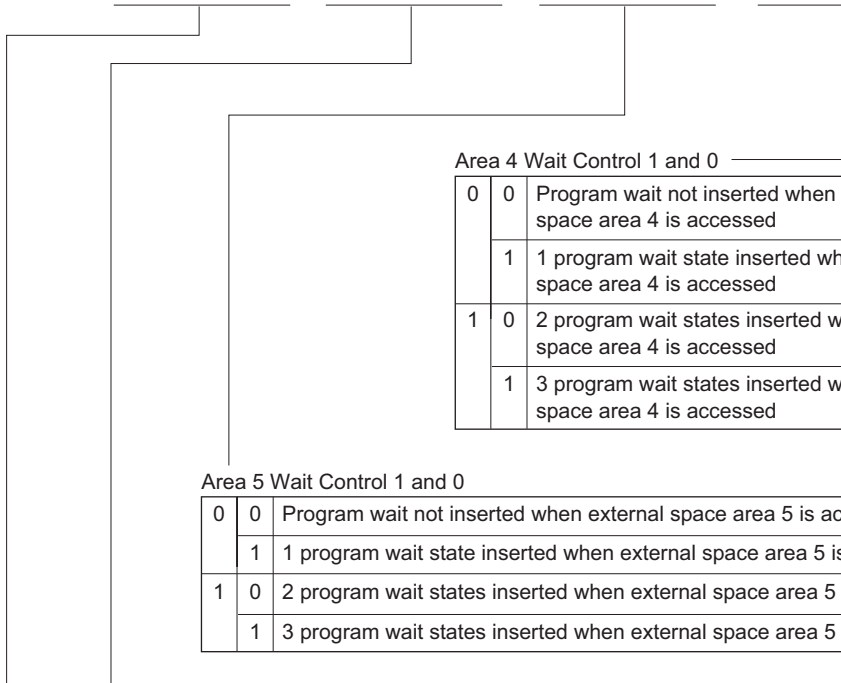 Area 4 Wait Control 1 and 0
0 0 Program wait not inserted when
space area 4 is accessed
1 1 program wait state inserted
space area 4 is accessed
1 0 2 program wait states inserted
space area 4 is accessed
1 3 program wait states inserted
space area 4 is accessed
Area 5 Wait Control 1 and 0
0 0 Program wait not inserted when external space area 5 is
1 1 program wait state inserted when external space area 5
1 0 2 program wait states inserted when external space area 5
1 3 program wait states inserted when external space area 5